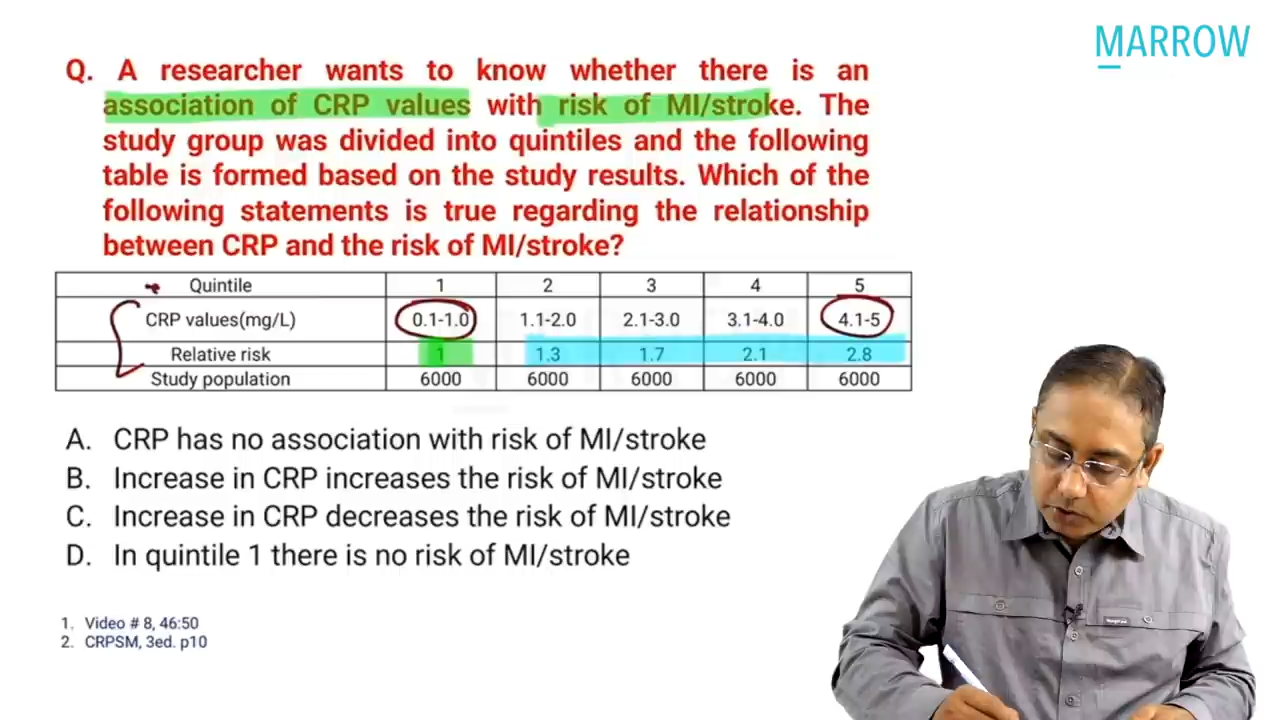 MARROW
Q. A researcher wants to know whether there is an
association of CRP values with risk of MI/stroke. The
study group was divided into quintiles and the following
table is formed based on the study results. Which of the
following statements is true regarding the relationship
between CRP and the risk of MI/stroke?
Quintile 1 2 3 4 5
CRP values(mg/L) 0.1-1.0 1.1-2.0 2.1-3.0 3.1-4.0 4.1-5
Relative risk 1 1.3 1.7 2.1 2.8
Study population 6000 6000 6000 6000 6000
A. CRP has no association with risk of MI/stroke
B. Increase in CRP increases the risk of MI/stroke
C. Increase in CRP decreases the risk of MI/stroke
D. In quintile 1 there is no risk of MI/stroke
1. Video # 8, 46:50
2. CRPSM, 3ed. p10